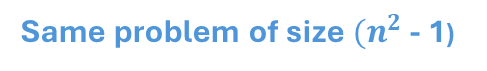 Same problem of size (n² - 1)